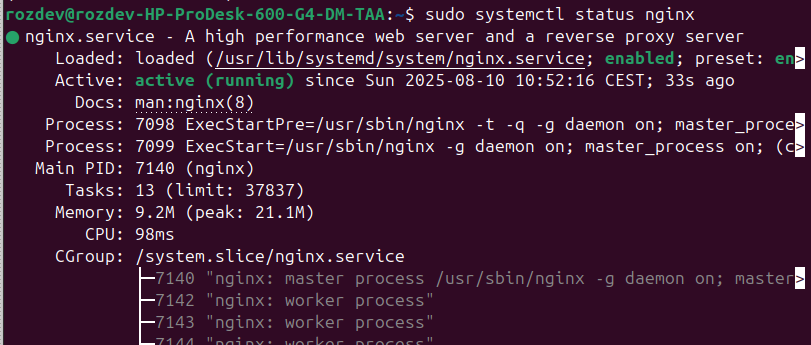 rozdev@rozdev-HP-ProDesk-600-G4-DM-TAA:~$ sudo systemctl status nginx
● nginx.service - A high performance web server and a reverse proxy server
Loaded: loaded (/usr/lib/systemd/system/nginx.service; enabled; preset: en>
Active: active (running) since Sun 2025-08-10 10:52:16 CEST; 33s ago
Docs: man:nginx(8)
Process: 7098 ExecStartPre=/usr/sbin/nginx -t -q -g daemon on; master_proce>
Process: 7099 ExecStart=/usr/sbin/nginx -g daemon on; master_process on; (c>
Main PID: 7140 (nginx)
Tasks: 13 (limit: 37837)
Memory: 9.2M (peak: 21.1M)
CPU: 98ms
CGroup: /system.slice/nginx.service
├─7140 "nginx: master process /usr/sbin/nginx -g daemon on; master>
├─7142 "nginx: worker process"
├─7143 "nginx: worker process"
├─7144 "nginx: worker process"